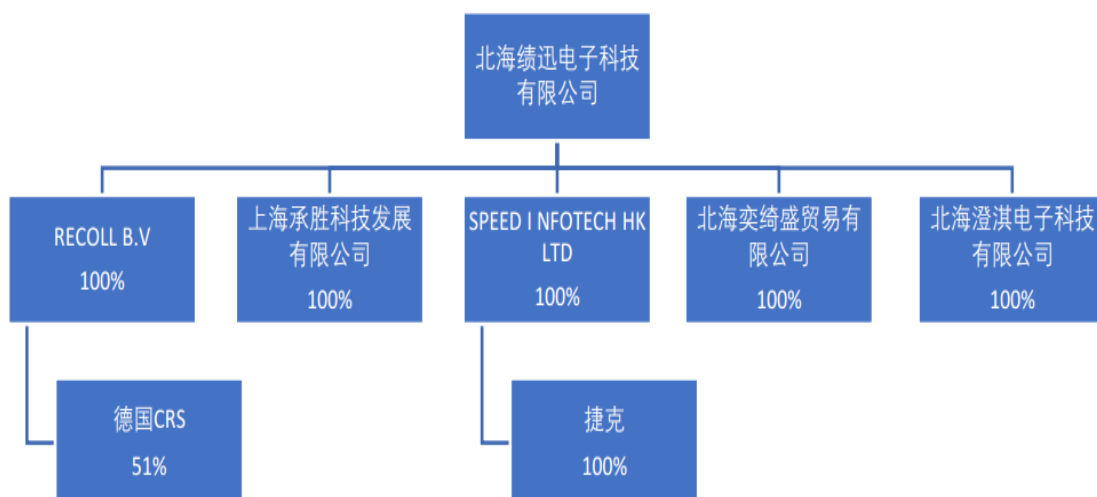 北海绩迅电子科技
有限公司
RECOLL B.V
100%
上海承胜科技发展
有限公司
100%
SPEED I NFOTECH HK
LTD
100%
北海奕绮盛贸易有
限公司
100%
北海澄淇电子科技
有限公司
100%
德国CRS
51%
捷克
100%